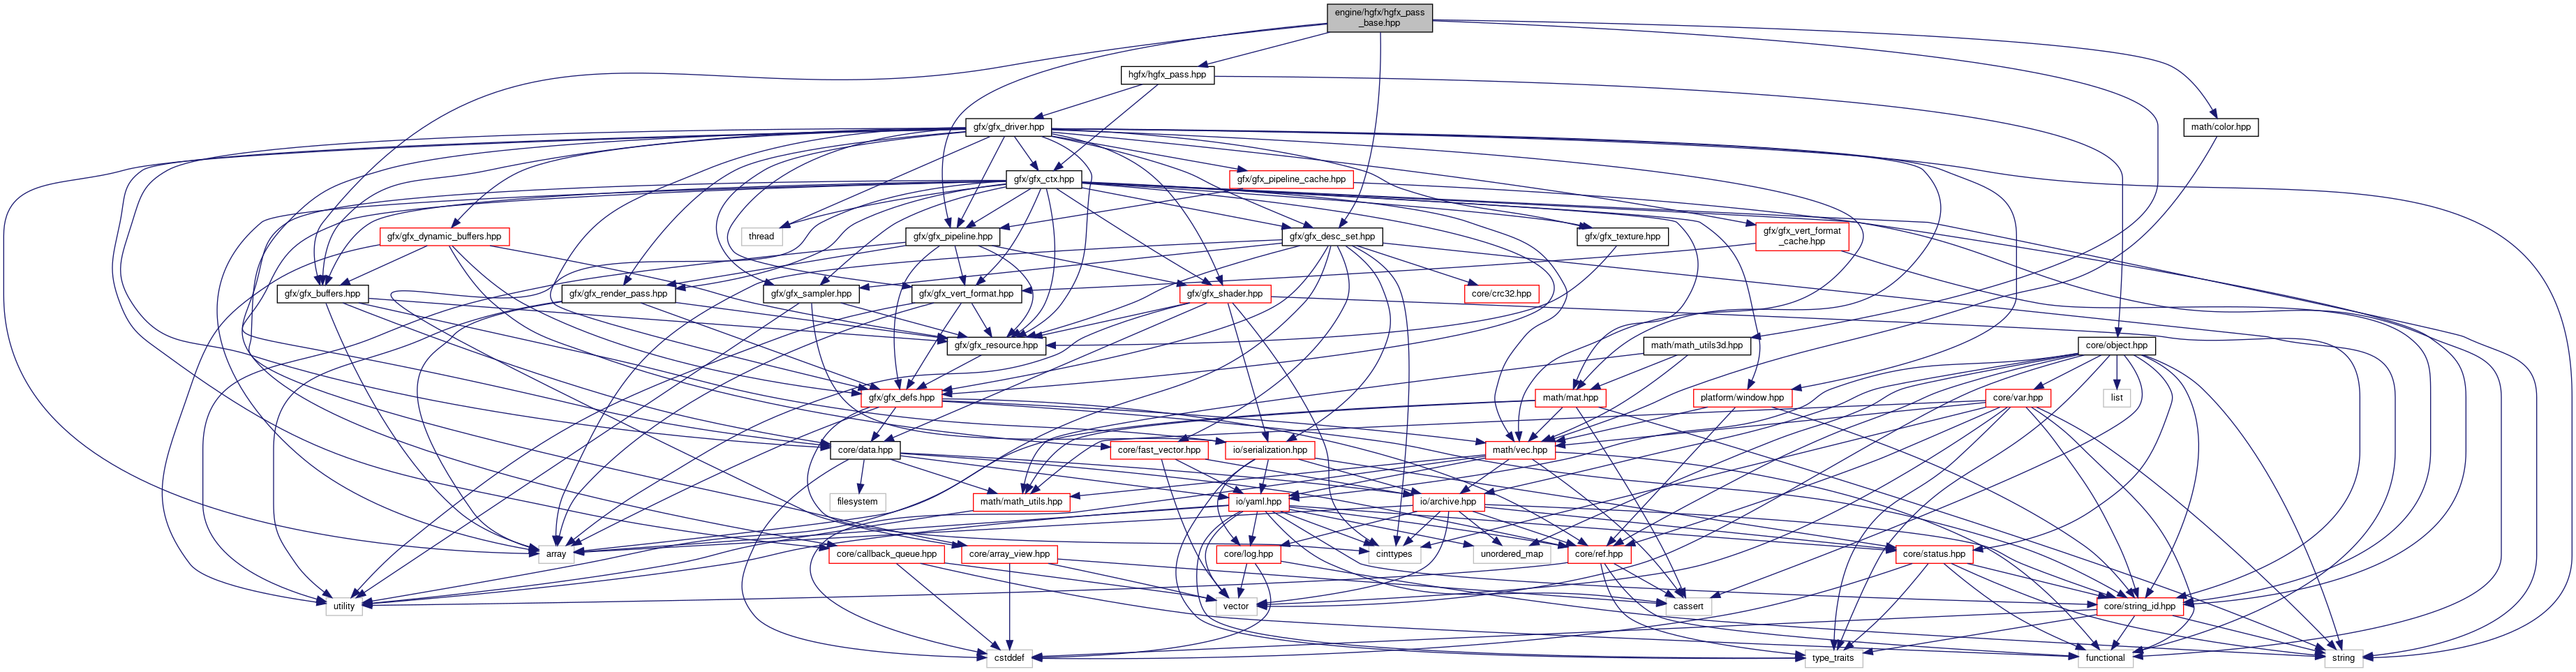 engine/hgfx/hgfx_pass
_base.hpp
hgfx/hgfx_pass.hpp
gfx/gfx_driver.hpp
math/color.hpp
gfx/gfx_ctx.hpp
gfx/gfx_pipeline_cache.hpp
gfx/gfx_dynamic_buffers.hpp
thread
gfx/gfx_pipeline.hpp
gfx/gfx_desc_set.hpp
gfx/gfx_texture.hpp
gfx/gfx_vert_format
_cache.hpp
gfx/gfx_buffers.hpp
gfx/gfx_render_pass.hpp
gfx/gfx_sampler.hpp
gfx/gfx_vert_format.hpp
gfx/gfx_shader.hpp
core/crc32.hpp
gfx/gfx_resource.hpp
math/math_utils3d.hpp
core/object.hpp
gfx/gfx_defs.hpp
math/mat.hpp
platform/window.hpp
core/var.hpp
list
core/data.hpp
core/fast_vector.hpp
io/serialization.hpp
math/vec.hpp
filesystem
math/math_utils.hpp
io/yaml.hpp
io/archive.hpp
array
core/callback_queue.hpp
core/array_view.hpp
cinttypes
core/log.hpp
unordered_map
core/ref.hpp
core/status.hpp
utility
vector
cassert
core/string_id.hpp
cstddef
type_traits
functional
string